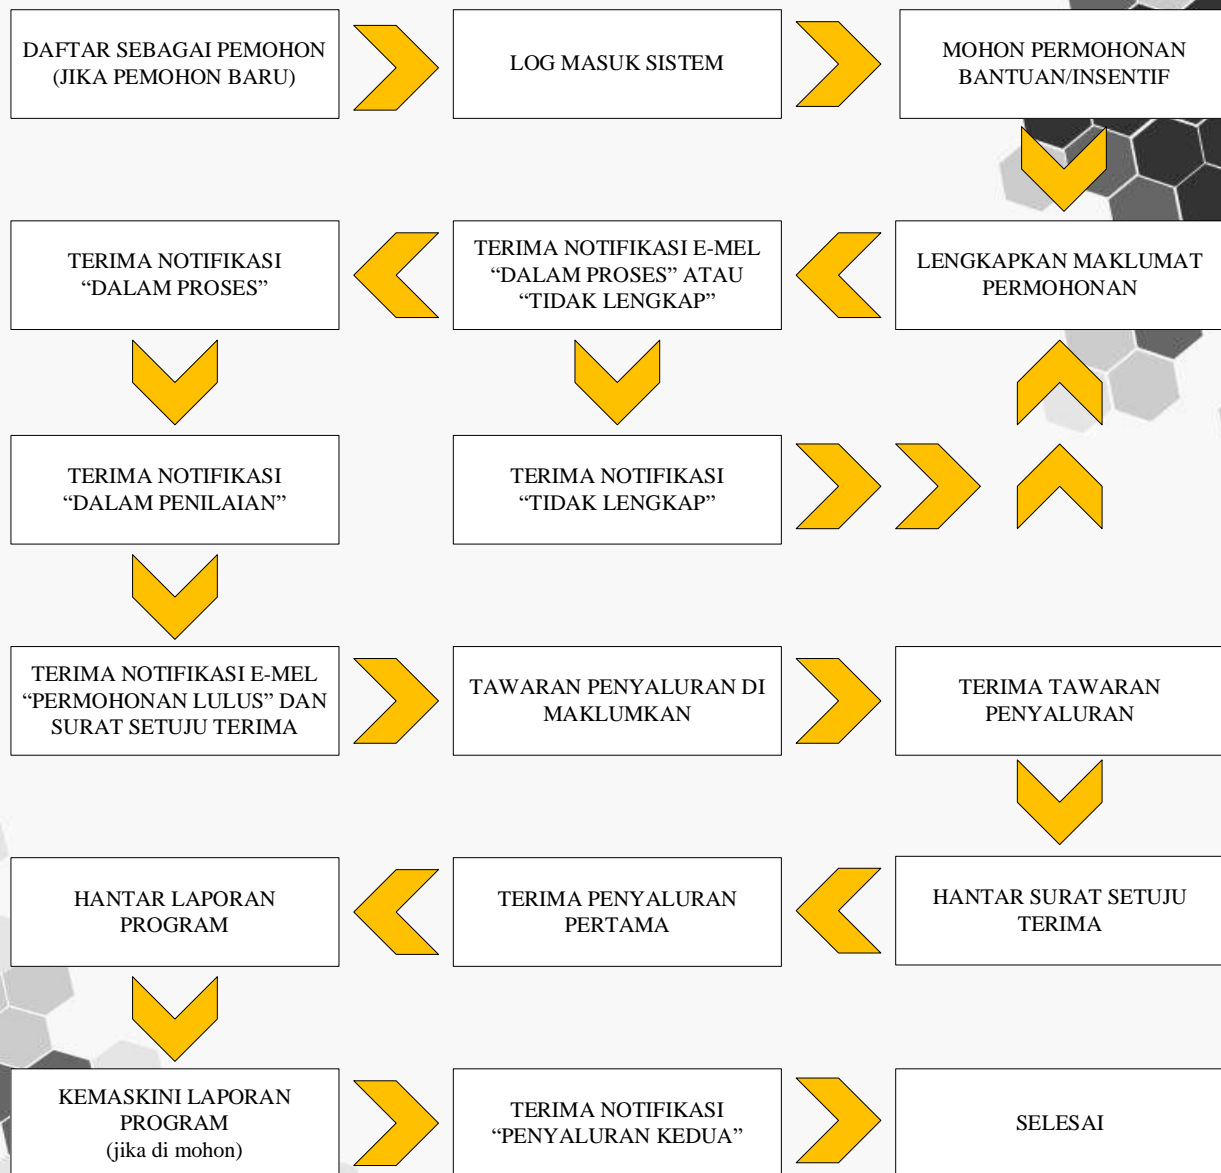 DAFTAR SEBAGAI PEMOHON
(JIKA PEMOHON BARU)
LOG MASUK SISTEM
MOHON PERMOHONAN
BANTUAN/INSENTIF
LENGKAPKAN MAKLUMAT
PERMOHONAN
TERIMA NOTIFIKASI E-MEL
“DALAM PROSES” ATAU
“TIDAK LENGKAP”
TERIMA NOTIFIKASI
“DALAM PROSES”
TERIMA NOTIFIKASI
“DALAM PENILAIAN”
TERIMA NOTIFIKASI
“TIDAK LENGKAP”
TERIMA NOTIFIKASI E-MEL
“PERMOHONAN LULUS” DAN
SURAT SETUJU TERIMA
TAWARAN PENYALURAN DI
MAKLUMKAN
TERIMA TAWARAN
PENYALURAN
HANTAR SURAT SETUJU
TERIMA
TERIMA PENYALURAN
PERTAMA
HANTAR LAPORAN
PROGRAM
KEMASKINI LAPORAN
PROGRAM
(jika di mohon)
TERIMA NOTIFIKASI
“PENYALURAN KEDUA”
SELESAI